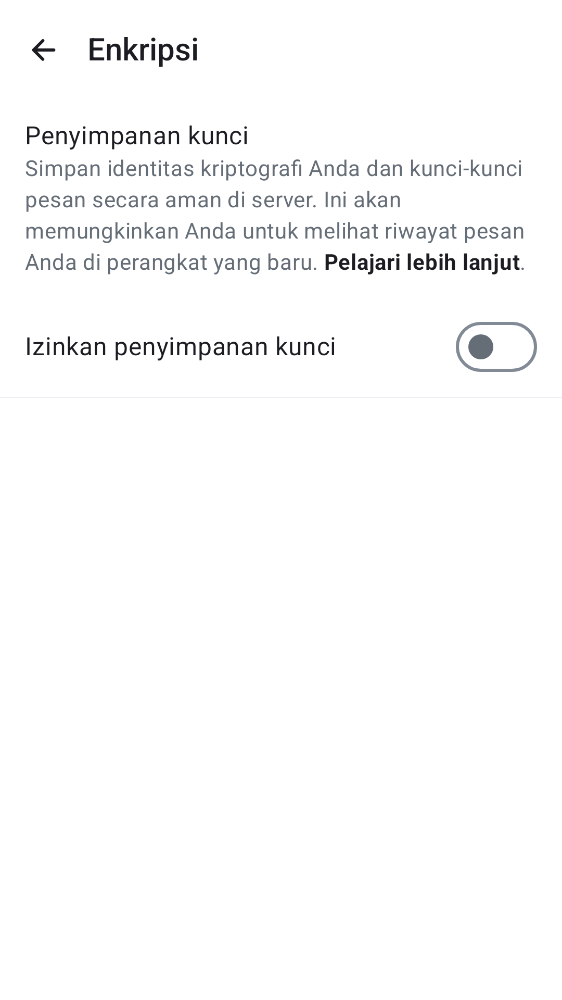 Enkripsi
Penyimpanan kunci
Simpan identitas kriptografi Anda dan kunci-kunci
pesan secara aman di server. Ini akan
memungkinkan Anda untuk melihat riwayat pesan
Anda di perangkat yang baru. Pelajari lebih lanjut.
Izinkan penyimpanan kunci